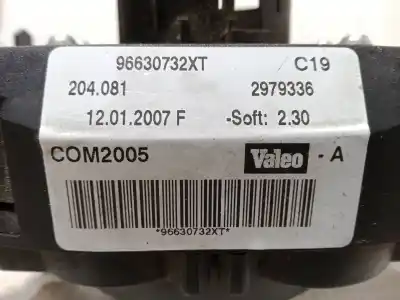 96630732XT C19
204.081 2979336
12.01.2007 F -Soft: 2.30
COM2005 Valeo - A
*96630732XT*